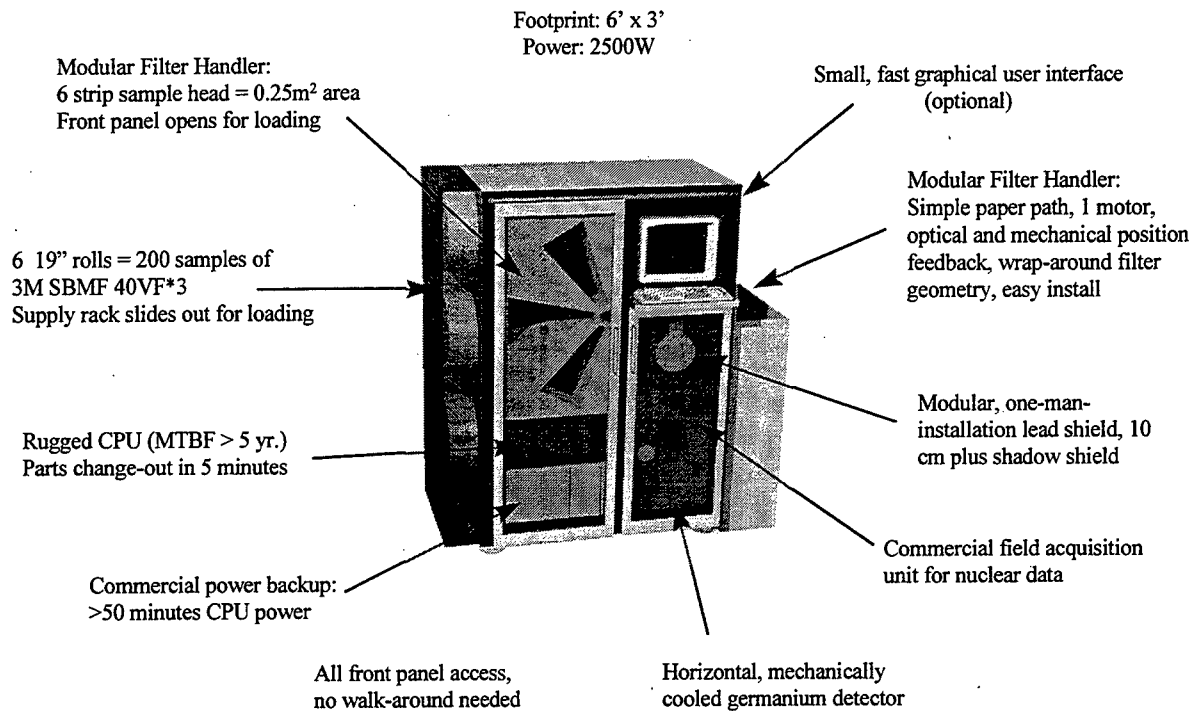 Footprint: 6’ x 3’
Power: 2500W
Modular Filter Handler:
6 strip sample head = 0.25m² area
Front panel opens for loading
Small, fast graphical user interface
(optional)
Modular Filter Handler:
Simple paper path, 1 motor,
optical and mechanical position
feedback, wrap-around filter
geometry, easy install
6 19” rolls = 200 samples of
3M SBMF 40VF*3
Supply rack slides out for loading
Modular, one-man-
installation lead shield, 10
cm plus shadow shield
Rugged CPU (MTBF > 5 yr.)
Parts change-out in 5 minutes
Commercial field acquisition
unit for nuclear data
Commercial power backup:
>50 minutes CPU power
All front panel access,
no walk-around needed
Horizontal, mechanically
cooled germanium detector